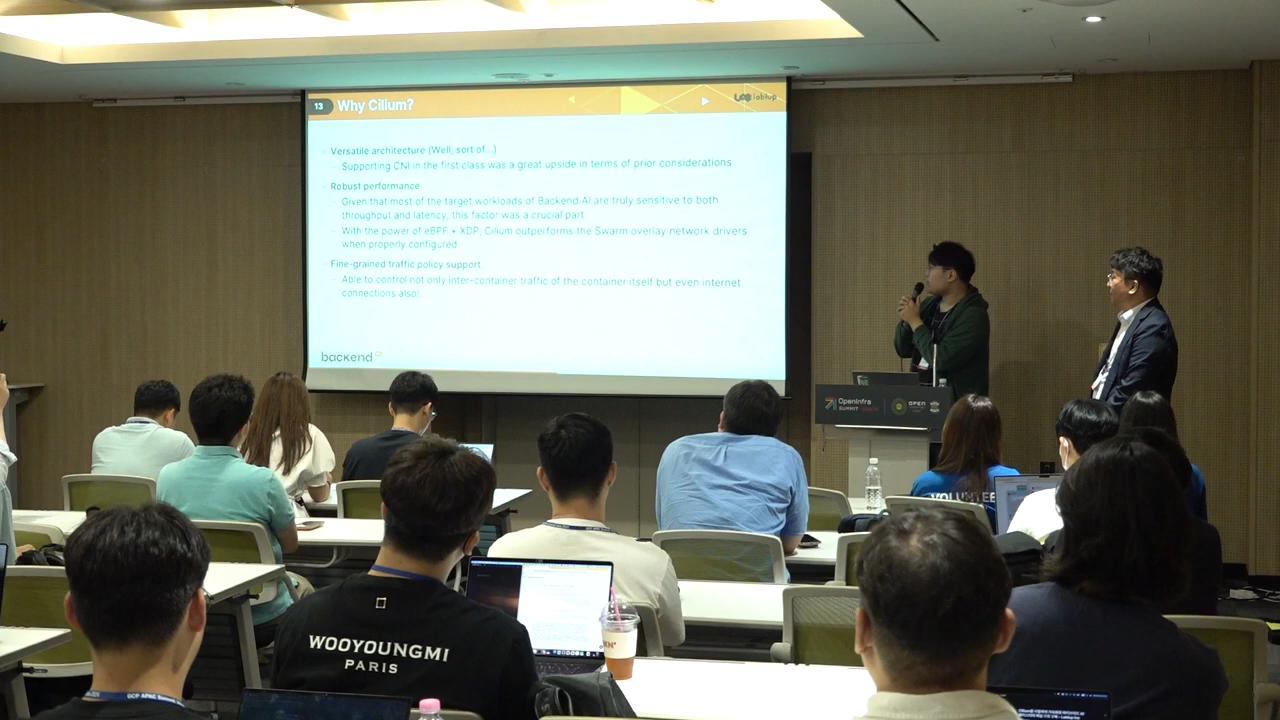 13 Why Cilium?
lablup
Versatile architecture (Well, sort of...)
Supporting CNI in the first class was a great upside in terms of prior considerations
Robust performance
Given that most of the target workloads of Backend.AI are truly sensitive to both
throughput and latency, this factor was a crucial part
With the power of eBPF + XDP, Cilium outperforms the Swarm overlay network drivers
when properly configured.
Fine-grained traffic policy support
Able to control not only inter-container traffic of the container itself but even internet
connections also!
backend
OpenInfra
SUMMIT
OPEN
VOLUNTEE
WOOYOUNGMI
PARIS